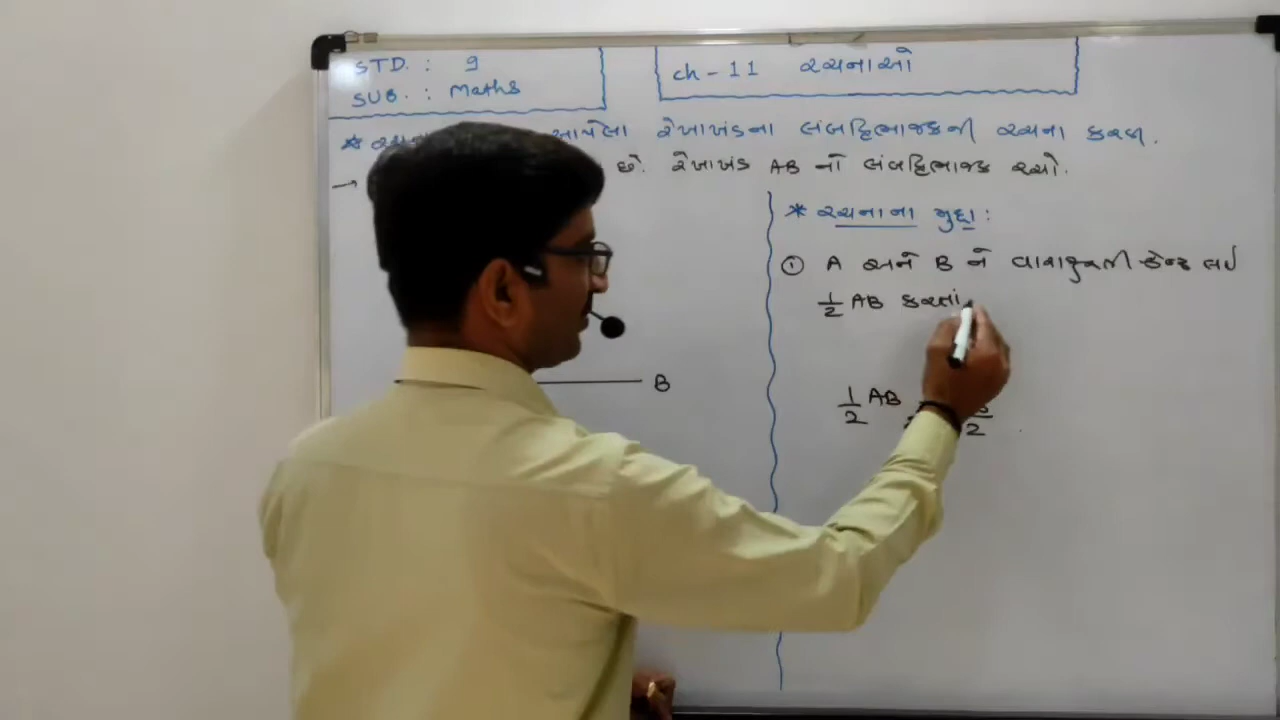 STD. : 9
SUB. : Maths
ch - 11 રચનાઓ
આપેલા રેખાખંડના લંબદ્વિભાજકની રચના કરવી.
→ છે. રેખાખંડ AB નો લંબદ્વિભાજક રચો.
* રચનાના મુદ્દા :
① A અને B ને વારાફરતી કેન્દ્ર લઈ
1/2 AB કરતાં
B
1/2 AB
2